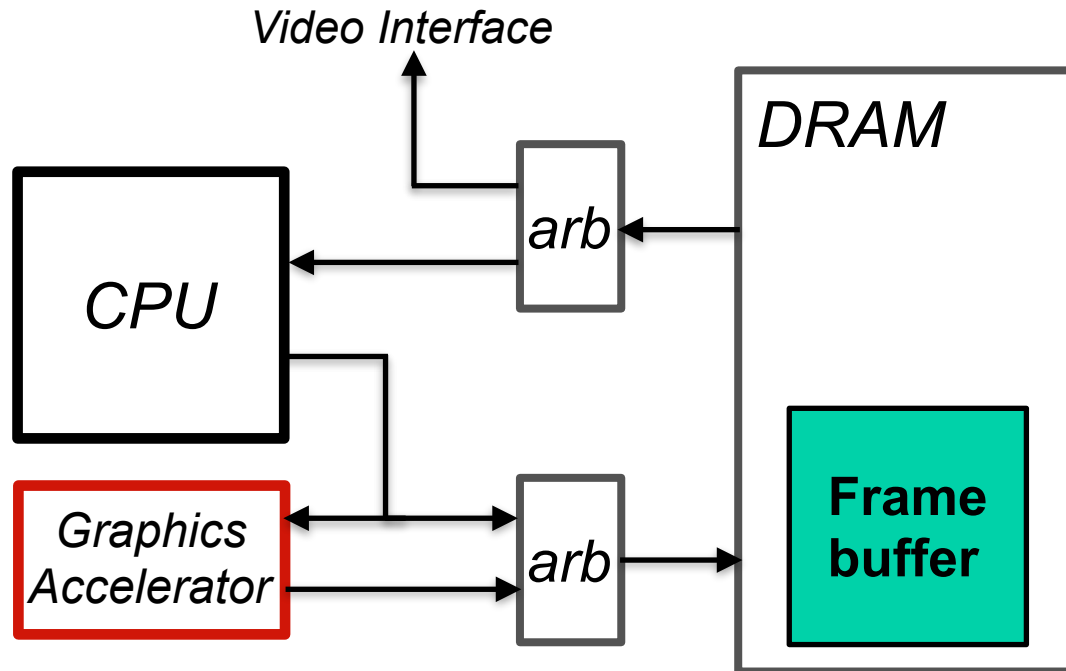 Video Interface
DRAM
arb
CPU
Graphics
Accelerator
arb
Frame
buffer